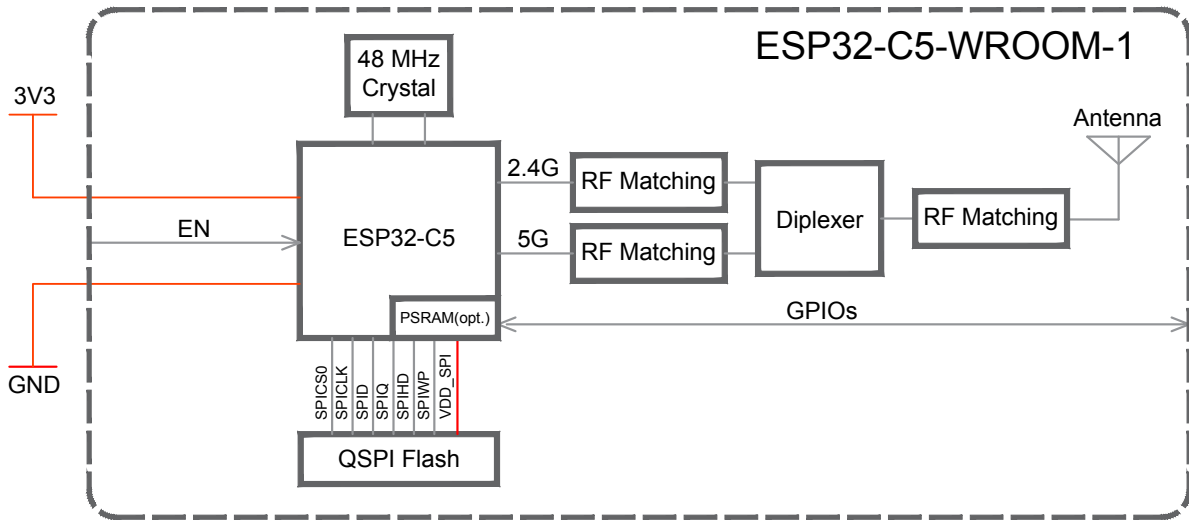 ESP32-C5-WROOM-1
48 MHz
Crystal
3V3
Antenna
2.4G
RF Matching
EN
ESP32-C5
5G
RF Matching
Diplexer
RF Matching
PSRAM(opt.)
GPIOs
GND
SPICS0
SPICLK
SPID
SPIQ
SPIHD
SPIWP
VDD_SPI
QSPI Flash